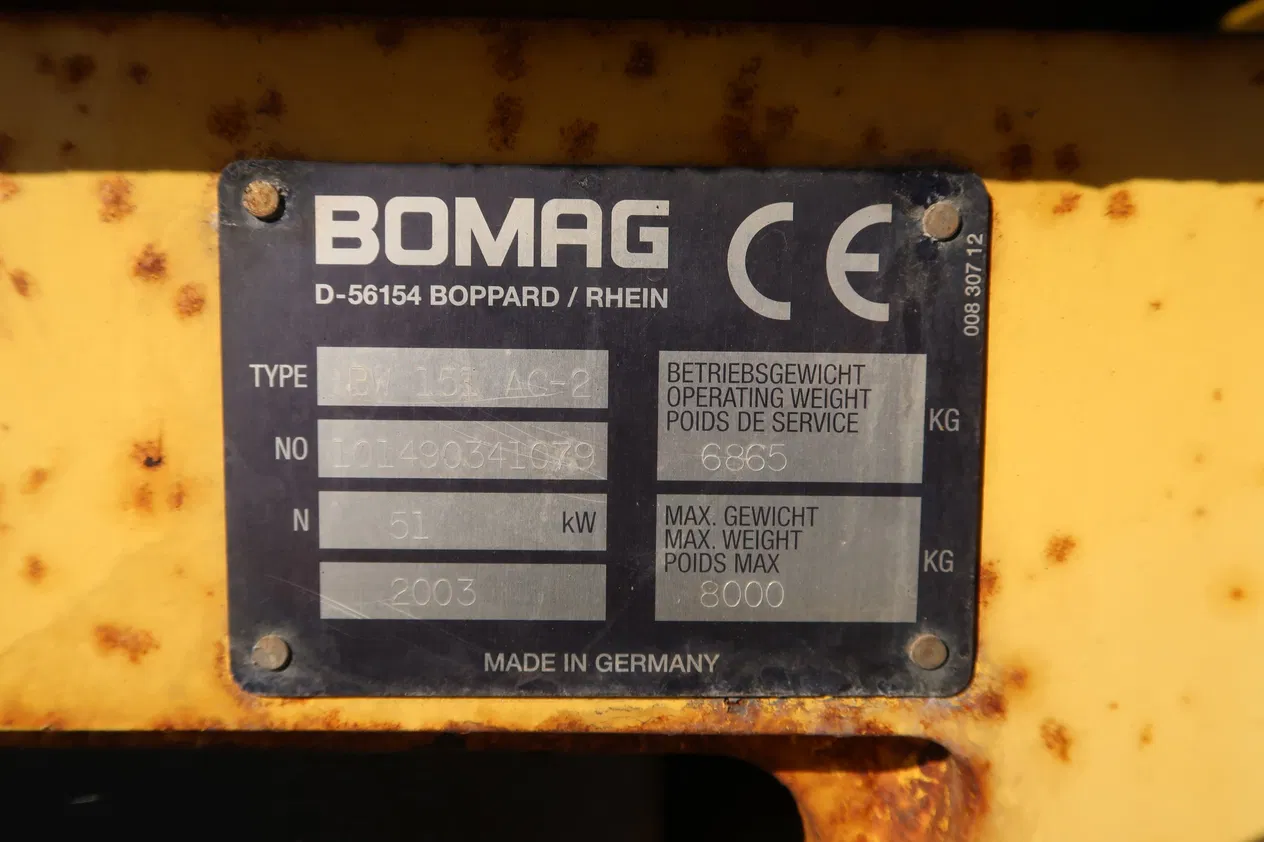 BOMAG CE
D-56154 BOPPARD / RHEIN
008 307 12
TYPE BW 151 AC-2
NO 101490341079
N 51 kW
2003
BETRIEBSGEWICHT
OPERATING WEIGHT
POIDS DE SERVICE
6865 KG
MAX. GEWICHT
MAX. WEIGHT
POIDS MAX
8000 KG
MADE IN GERMANY